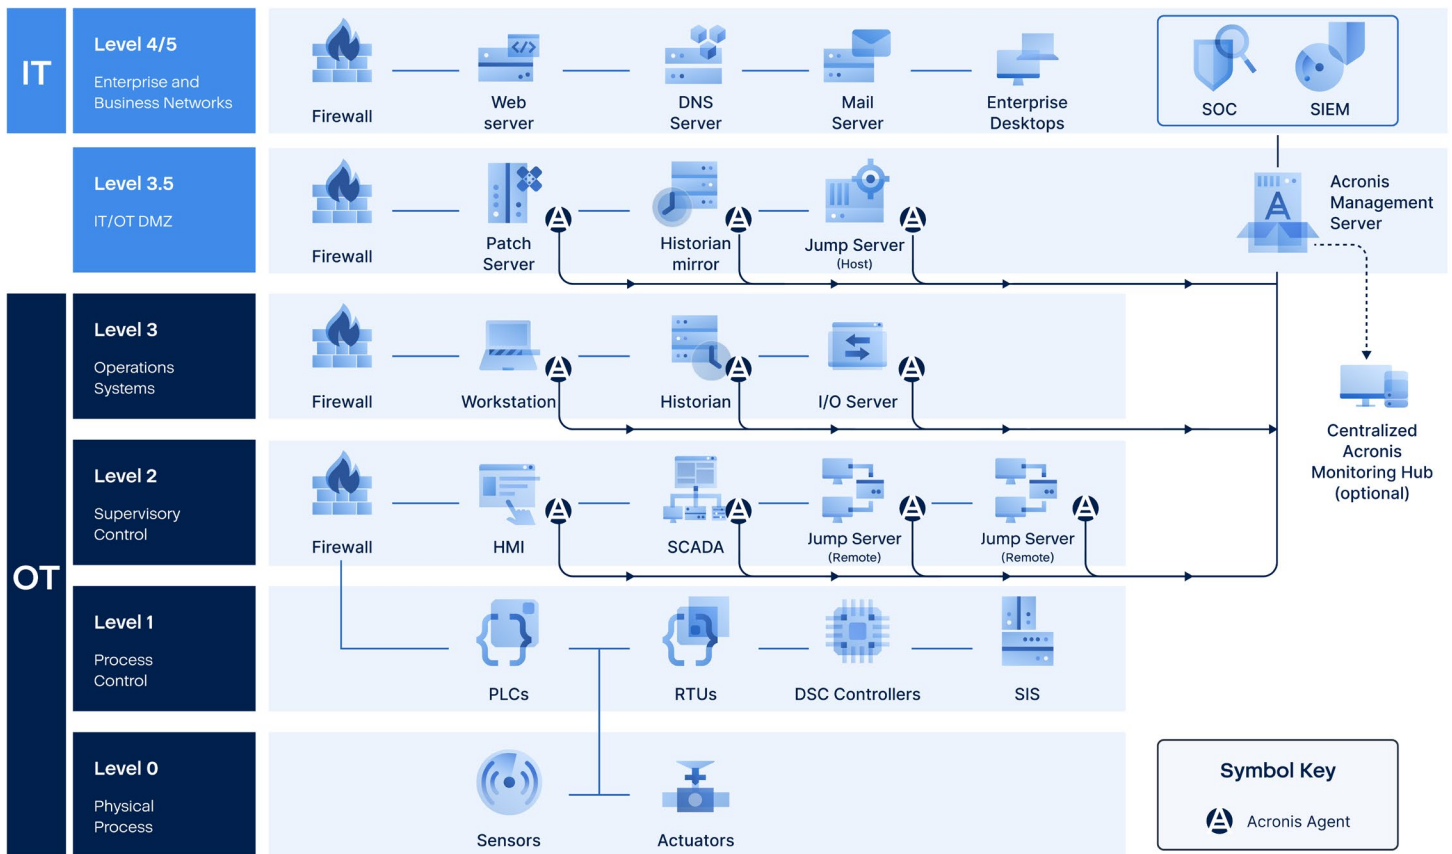 IT
Level 4/5
Enterprise and
Business Networks
Firewall
Web
server
DNS
Server
Mail
Server
Enterprise
Desktops
SOC
SIEM
Level 3.5
IT/OT DMZ
Firewall
Patch
Server
Historian
mirror
Jump Server
(Host)
Acronis
Management
Server
OT
Level 3
Operations
Systems
Firewall
Workstation
Historian
I/O Server
Centralized
Acronis
Monitoring Hub
(optional)
Level 2
Supervisory
Control
Firewall
HMI
SCADA
Jump Server
(Remote)
Jump Server
(Remote)
Level 1
Process
Control
PLCs
RTUs
DSC Controllers
SIS
Level 0
Physical
Process
Sensors
Actuators
Symbol Key
Acronis Agent